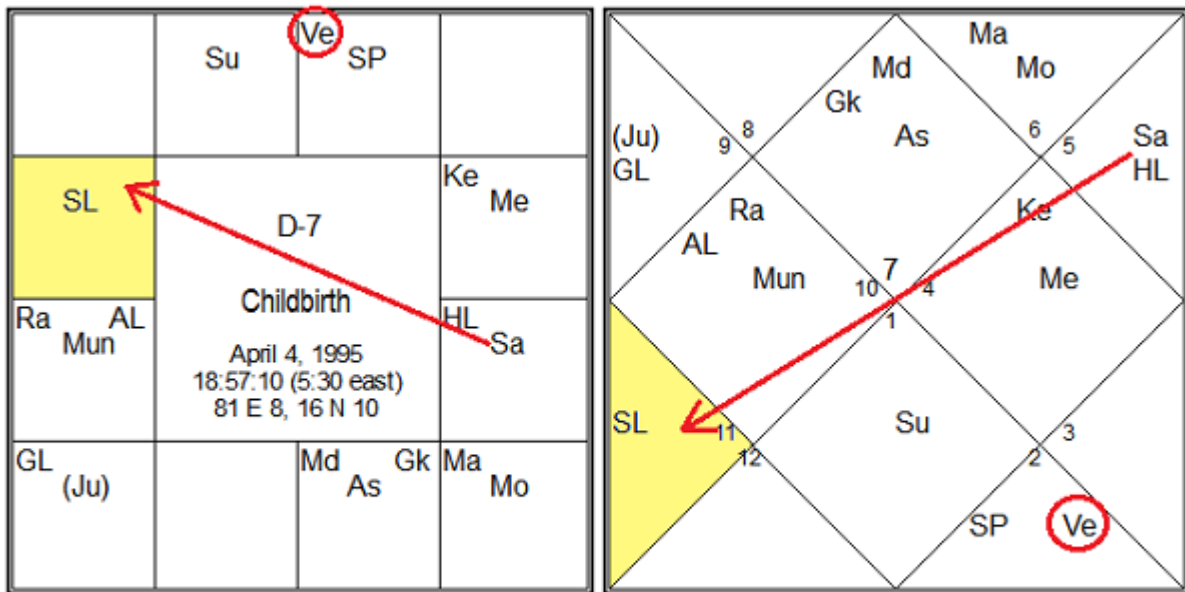 Su
Ve
SP
SL
Ke
Me
D-7
Childbirth
April 4, 1995
18:57:10 (5:30 east)
81 E 8, 16 N 10
Ra AL
Mun
HL
Sa
GL
(Ju)
Md Gk
As
Ma
Mo
Ma
Mo
Md
Gk
As
(Ju)
GL
8
9
6
5
Sa
HL
Ra
AL
Mun
Ke
Me
7
10
4
1
SL
11
12
Su
3
2
SP
Ve